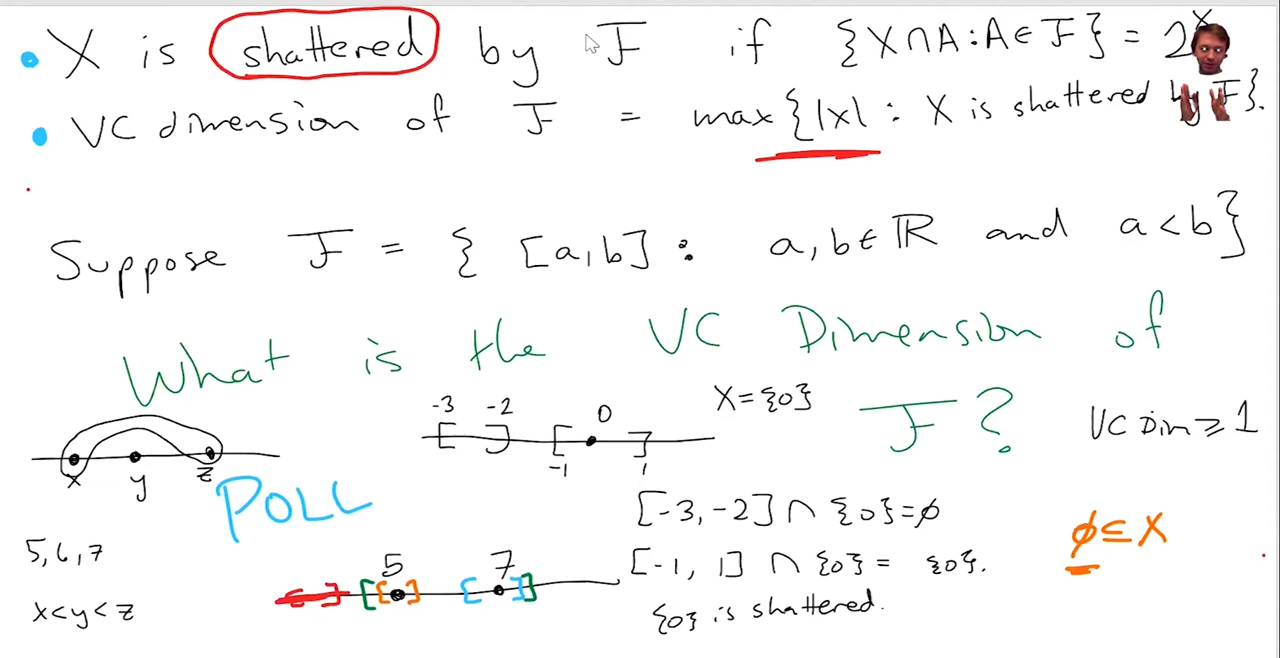 • X is shattered by F if {X∩A : A ∈ F} = 2^X
• VC dimension of F = max {|x| : X is shattered by F}.
Suppose F = { [a,b] : a, b ∈ ℝ and a < b }
What is the VC Dimension of
F ?
VC Dim ≥ 1
X = {0}
-3 -2 0
-1 1
x y z
POLL
[-3, -2] ∩ {0} = ϕ
[-1, 1] ∩ {0} = {0}.
{0} is shattered.
ϕ ⊆ X
5, 6, 7
x < y < z
5 7